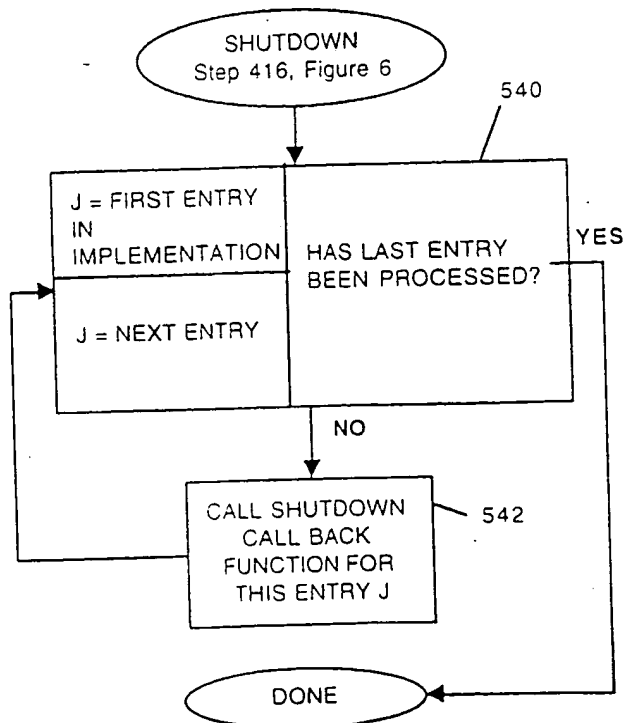 SHUTDOWN
Step 416, Figure 6
540
J = FIRST ENTRY
IN
IMPLEMENTATION
HAS LAST ENTRY
BEEN PROCESSED?
YES
J = NEXT ENTRY
NO
CALL SHUTDOWN
CALL BACK
FUNCTION FOR
THIS ENTRY J
542
DONE